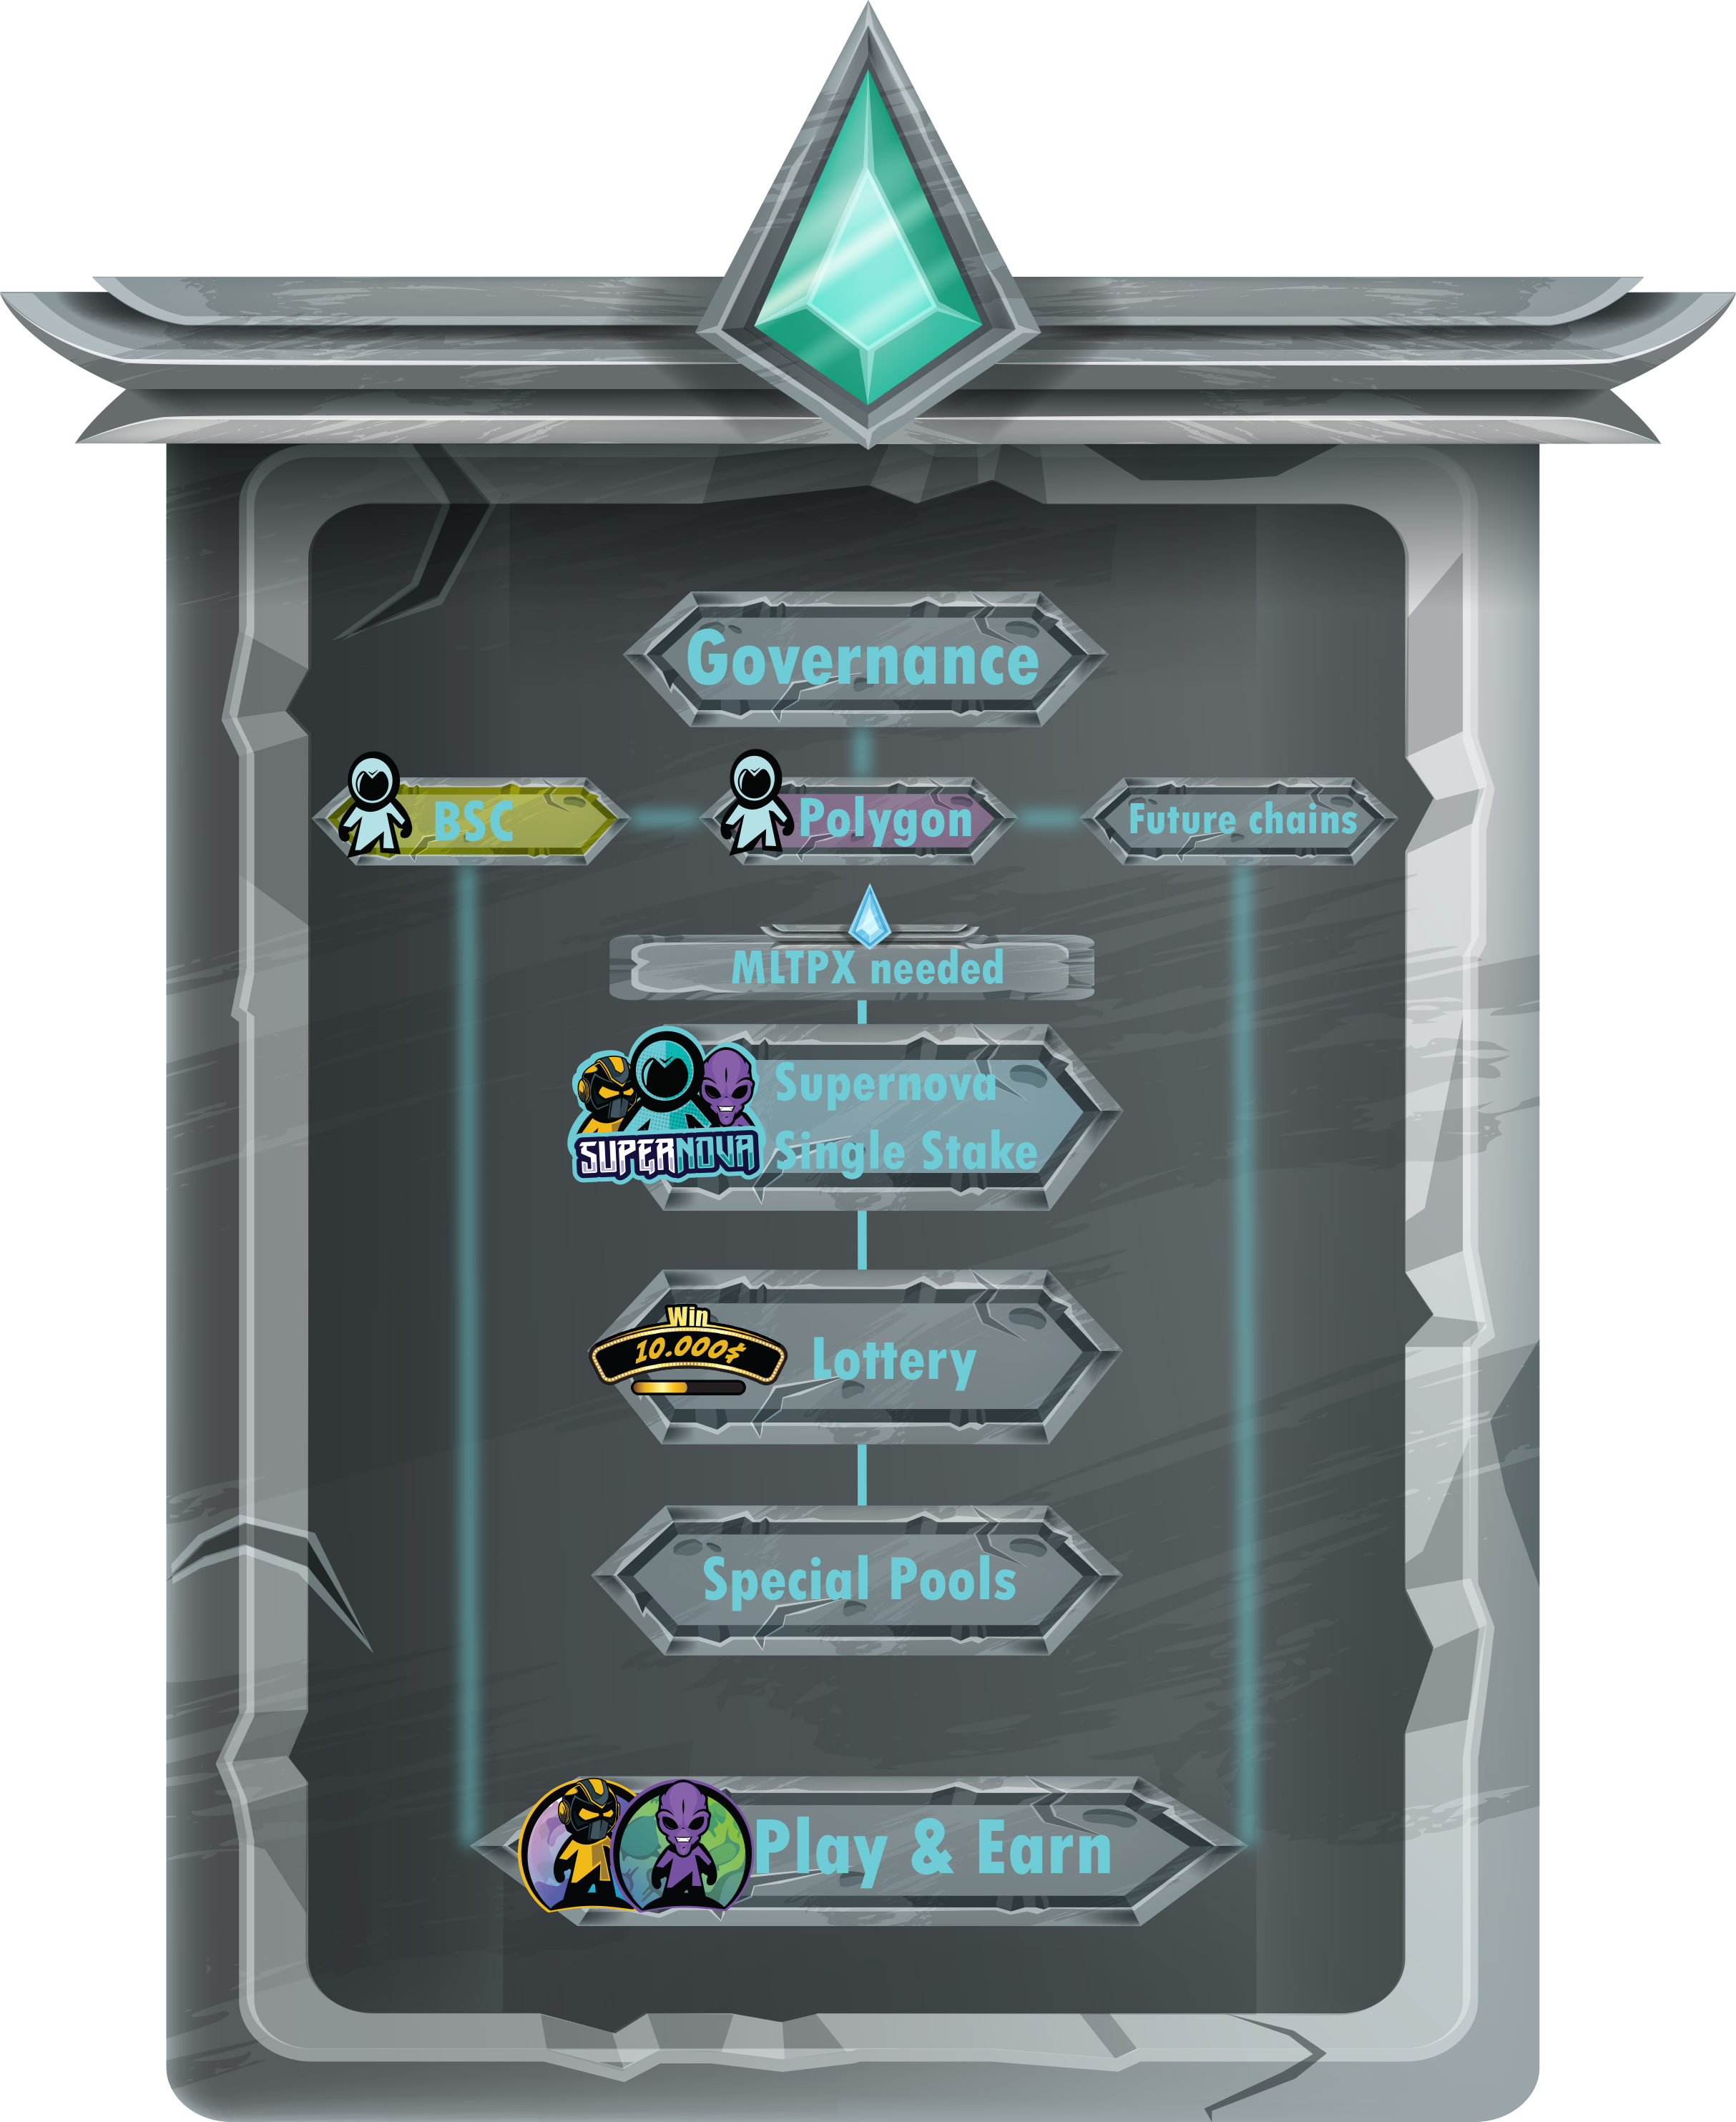 Governance
BSC
Polygon
Future chains
MLTPX needed
SUPERNOVA
Supernova
Single Stake
Win
10.000$
Lottery
Special Pools
Play & Earn